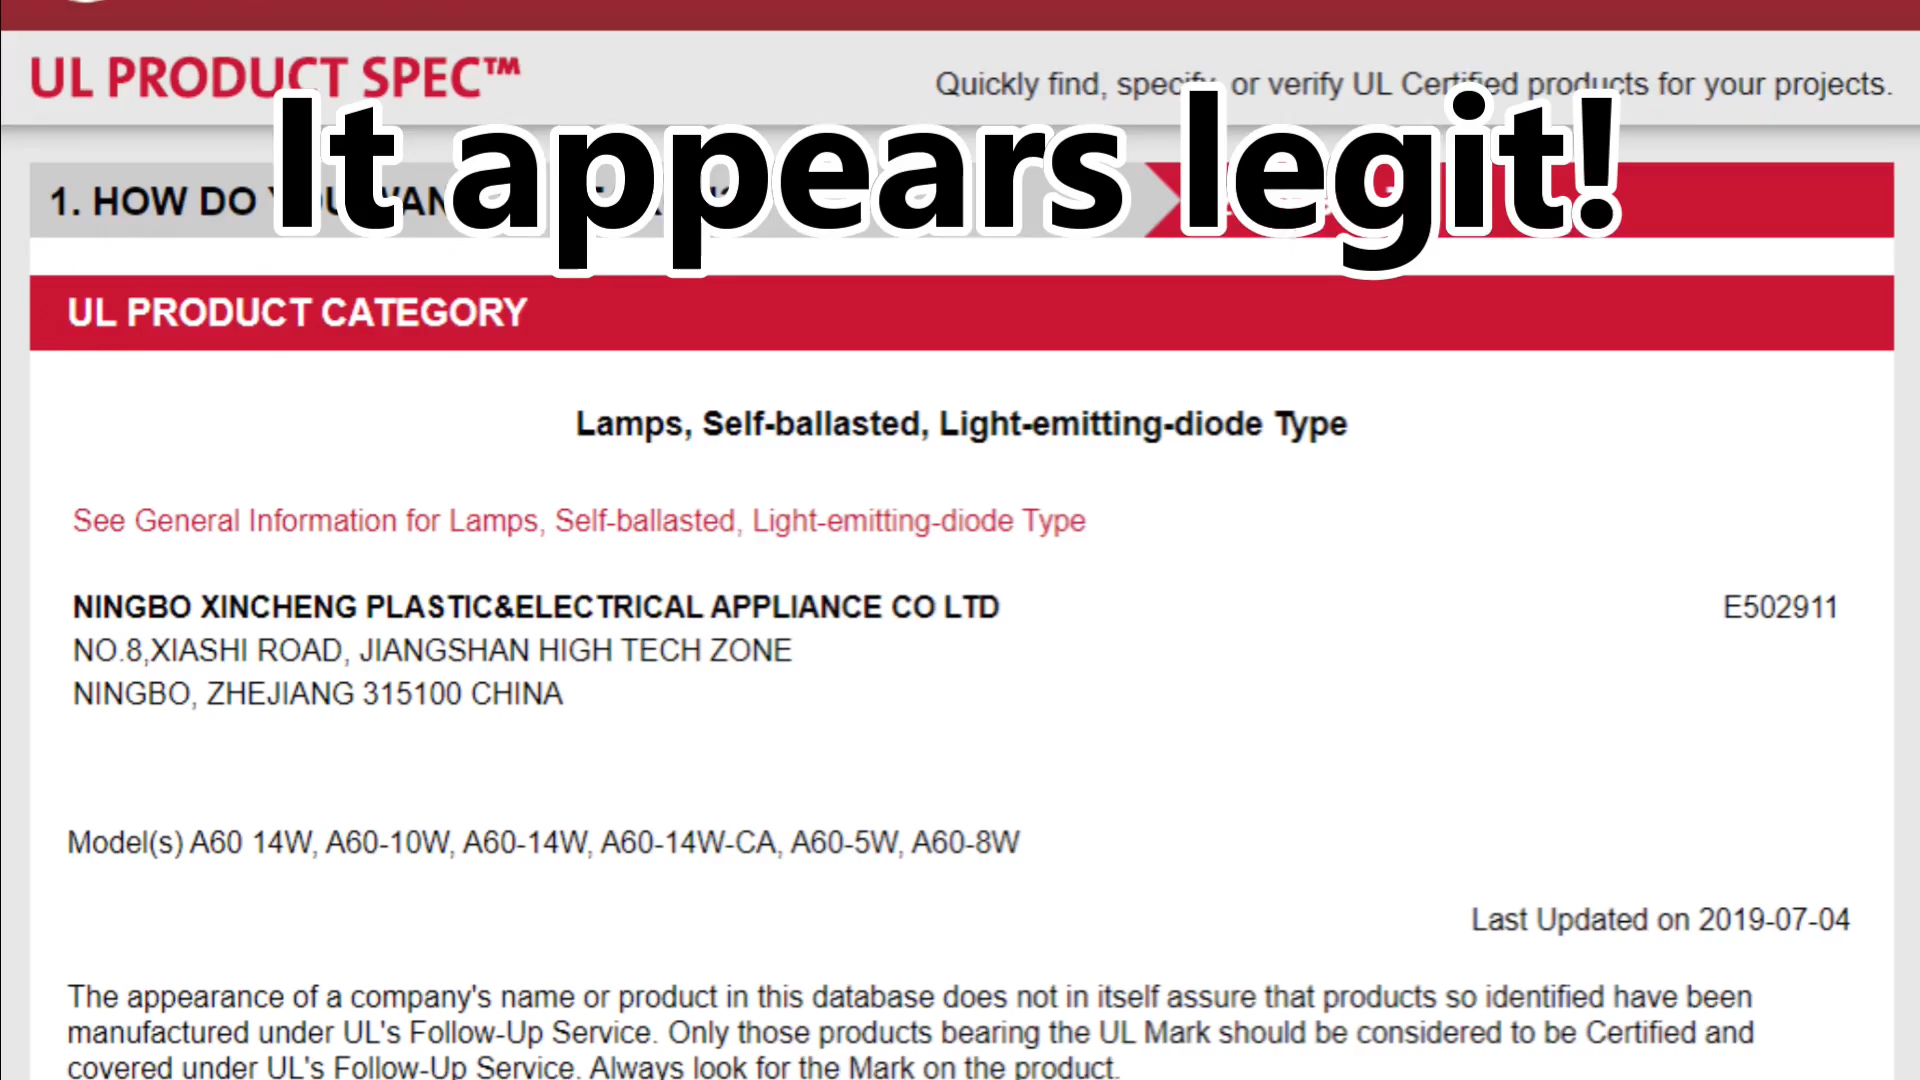 UL PRODUCT SPEC™
Quickly find, specify, or verify UL Certified products for your projects.
It appears legit!
1. HOW DO YOU WANT
UL PRODUCT CATEGORY
Lamps, Self-ballasted, Light-emitting-diode Type
See General Information for Lamps, Self-ballasted, Light-emitting-diode Type
NINGBO XINCHENG PLASTIC&ELECTRICAL APPLIANCE CO LTD
E502911
NO.8,XIASHI ROAD, JIANGSHAN HIGH TECH ZONE
NINGBO, ZHEJIANG 315100 CHINA
Model(s) A60 14W, A60-10W, A60-14W, A60-14W-CA, A60-5W, A60-8W
Last Updated on 2019-07-04
The appearance of a company's name or product in this database does not in itself assure that products so identified have been
manufactured under UL's Follow-Up Service. Only those products bearing the UL Mark should be considered to be Certified and
covered under UL's Follow-Up Service. Always look for the Mark on the product.